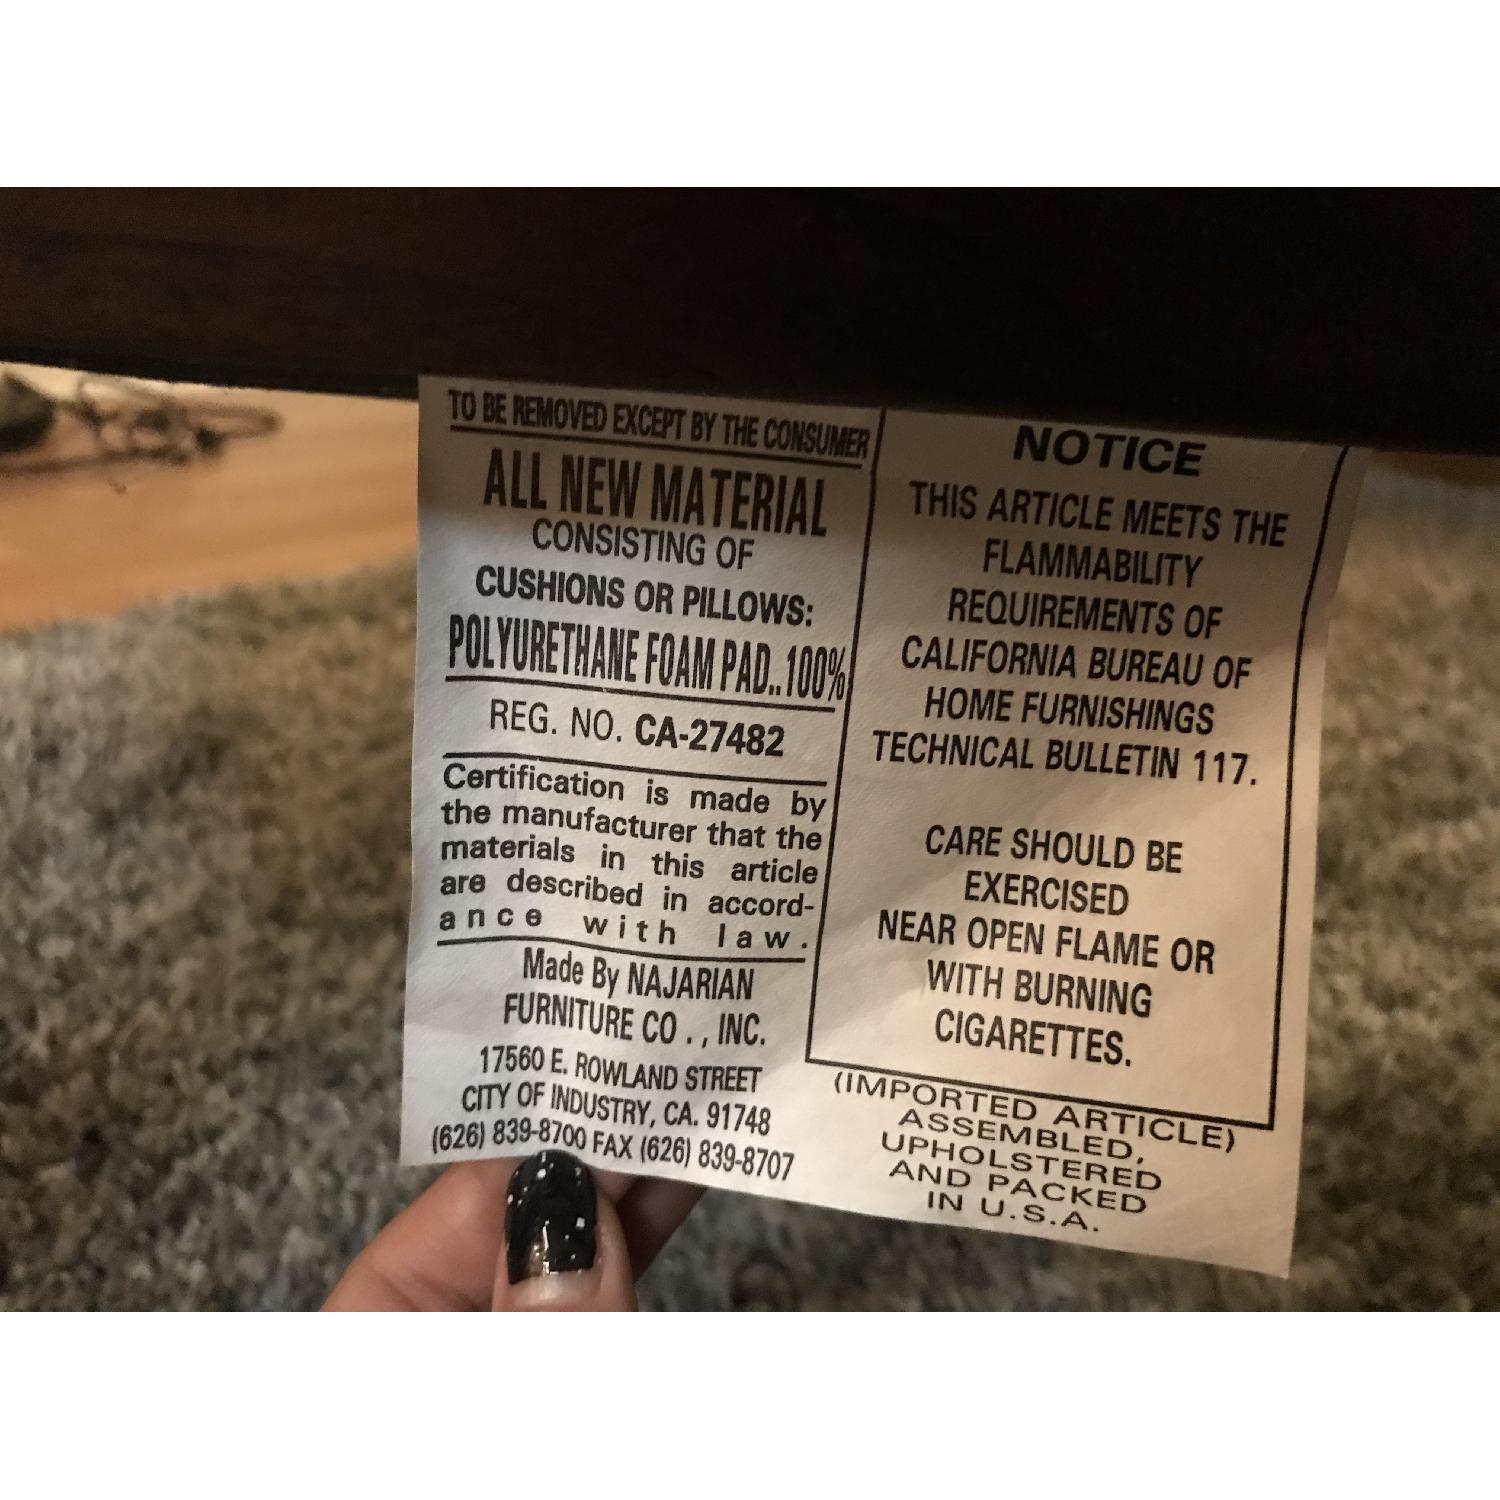 TO BE REMOVED EXCEPT BY THE CONSUMER
ALL NEW MATERIAL
CONSISTING OF
CUSHIONS OR PILLOWS:
POLYURETHANE FOAM PAD..100%
REG. NO. CA-27482
Certification is made by
the manufacturer that the
materials in this article
are described in accord-
ance with law.
Made By NAJARIAN
FURNITURE CO . , INC.
17560 E. ROWLAND STREET
CITY OF INDUSTRY, CA. 91748
(626) 839-8700 FAX (626) 839-8707
NOTICE
THIS ARTICLE MEETS THE
FLAMMABILITY
REQUIREMENTS OF
CALIFORNIA BUREAU OF
HOME FURNISHINGS
TECHNICAL BULLETIN 117.
CARE SHOULD BE
EXERCISED
NEAR OPEN FLAME OR
WITH BURNING
CIGARETTES.
(IMPORTED ARTICLE)
ASSEMBLED,
UPHOLSTERED
AND PACKED
IN U.S.A.